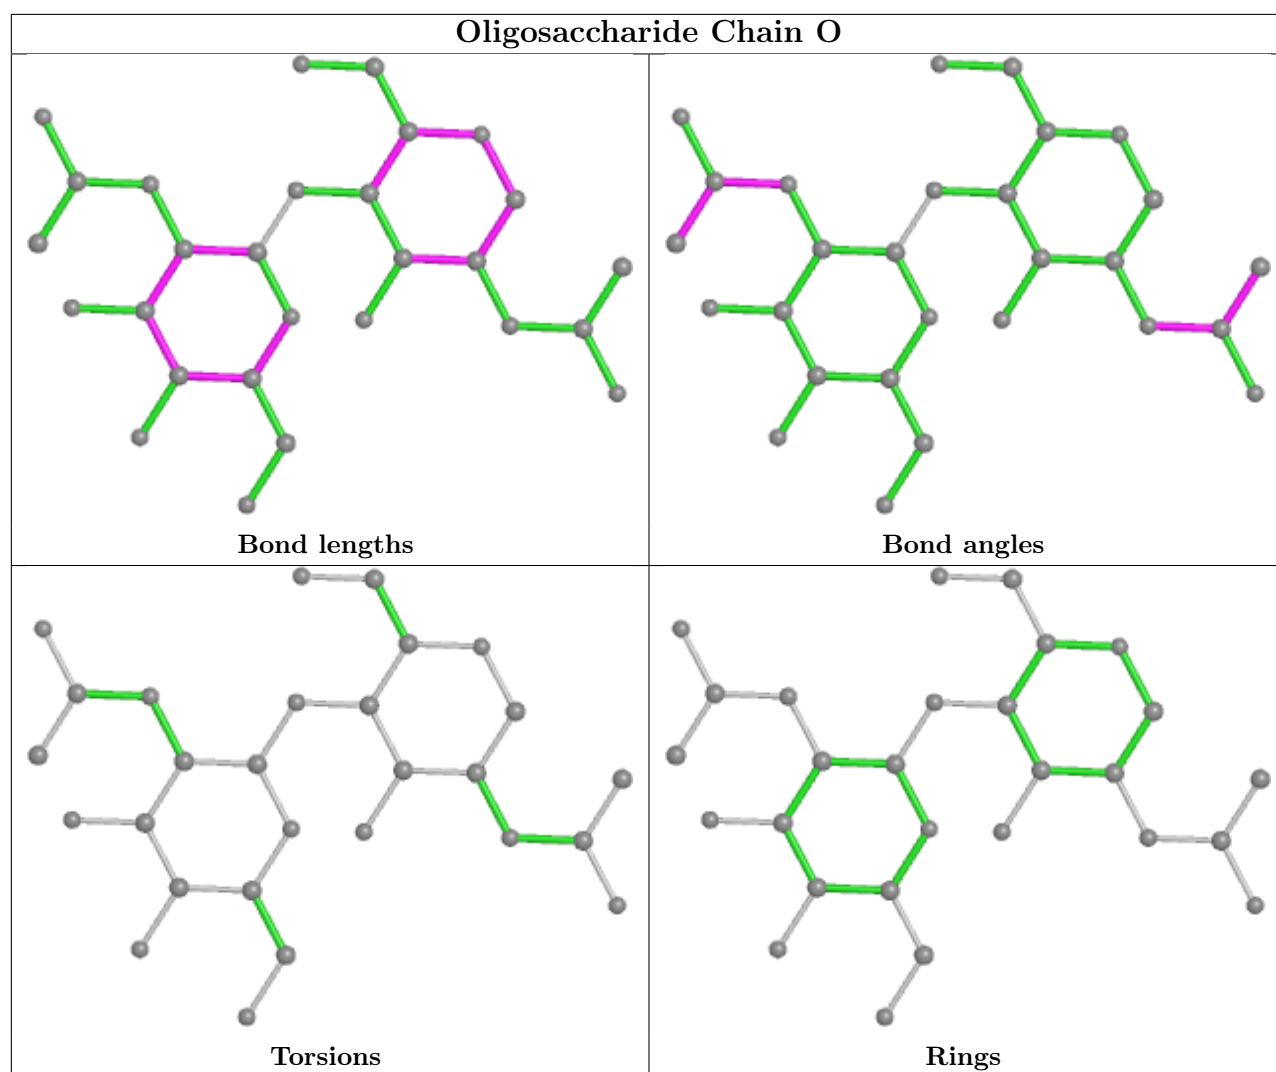 Oligosaccharide Chain O
Bond lengths
Bond angles
Torsions
Rings